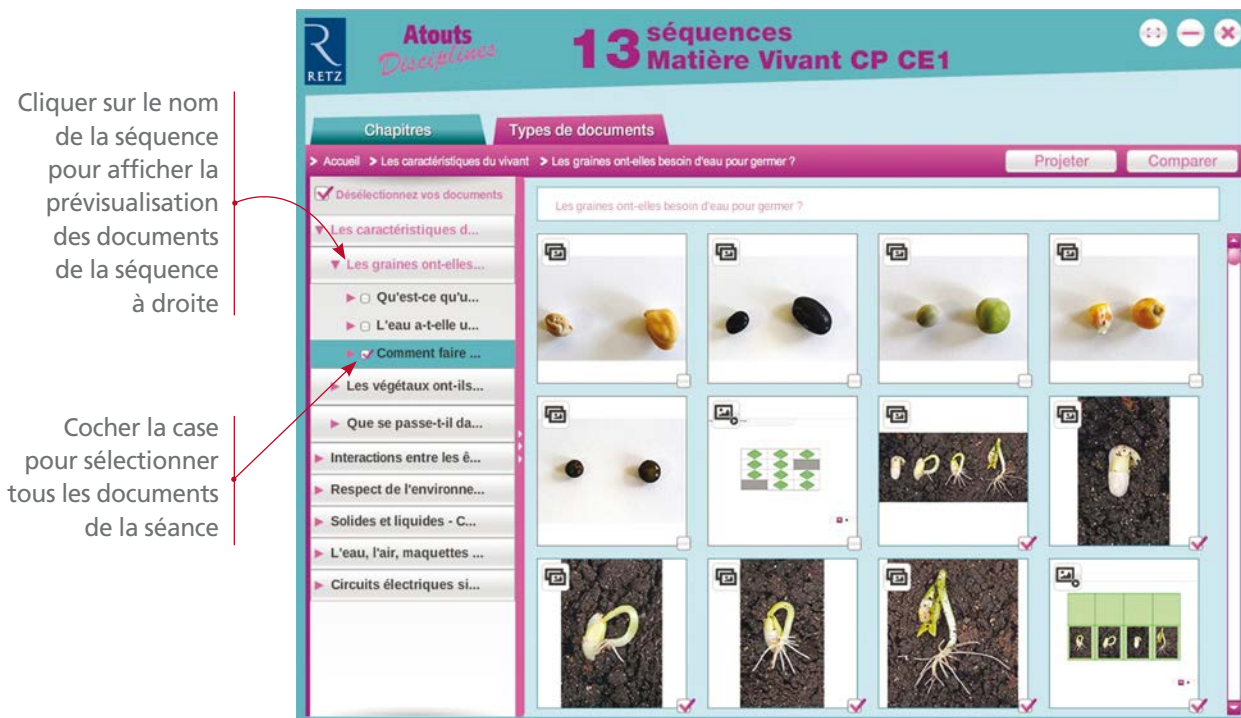 Cliquer sur le nom
de la séquence
pour afficher la
prévisualisation
des documents
de la séquence
à droite
Cocher la case
pour sélectionner
tous les documents
de la séance
RETZ
Atouts
Disciplines
13 séquences
Matière Vivant CP CE1
Chapitres
Types de documents
> Accueil > Les caractéristiques du vivant > Les graines ont-elles besoin d'eau pour germer ?
Projeter
Comparer
Désélectionnez vos documents
Les caractéristiques d...
Les graines ont-elles...
Qu'est-ce qu'u...
L'eau a-t-elle u...
Comment faire ...
Les végétaux ont-ils...
Que se passe-t-il da...
Interactions entre les ê...
Respect de l'environne...
Solides et liquides - C...
L'eau, l'air, maquettes ...
Circuits électriques si...
Les graines ont-elles besoin d'eau pour germer ?